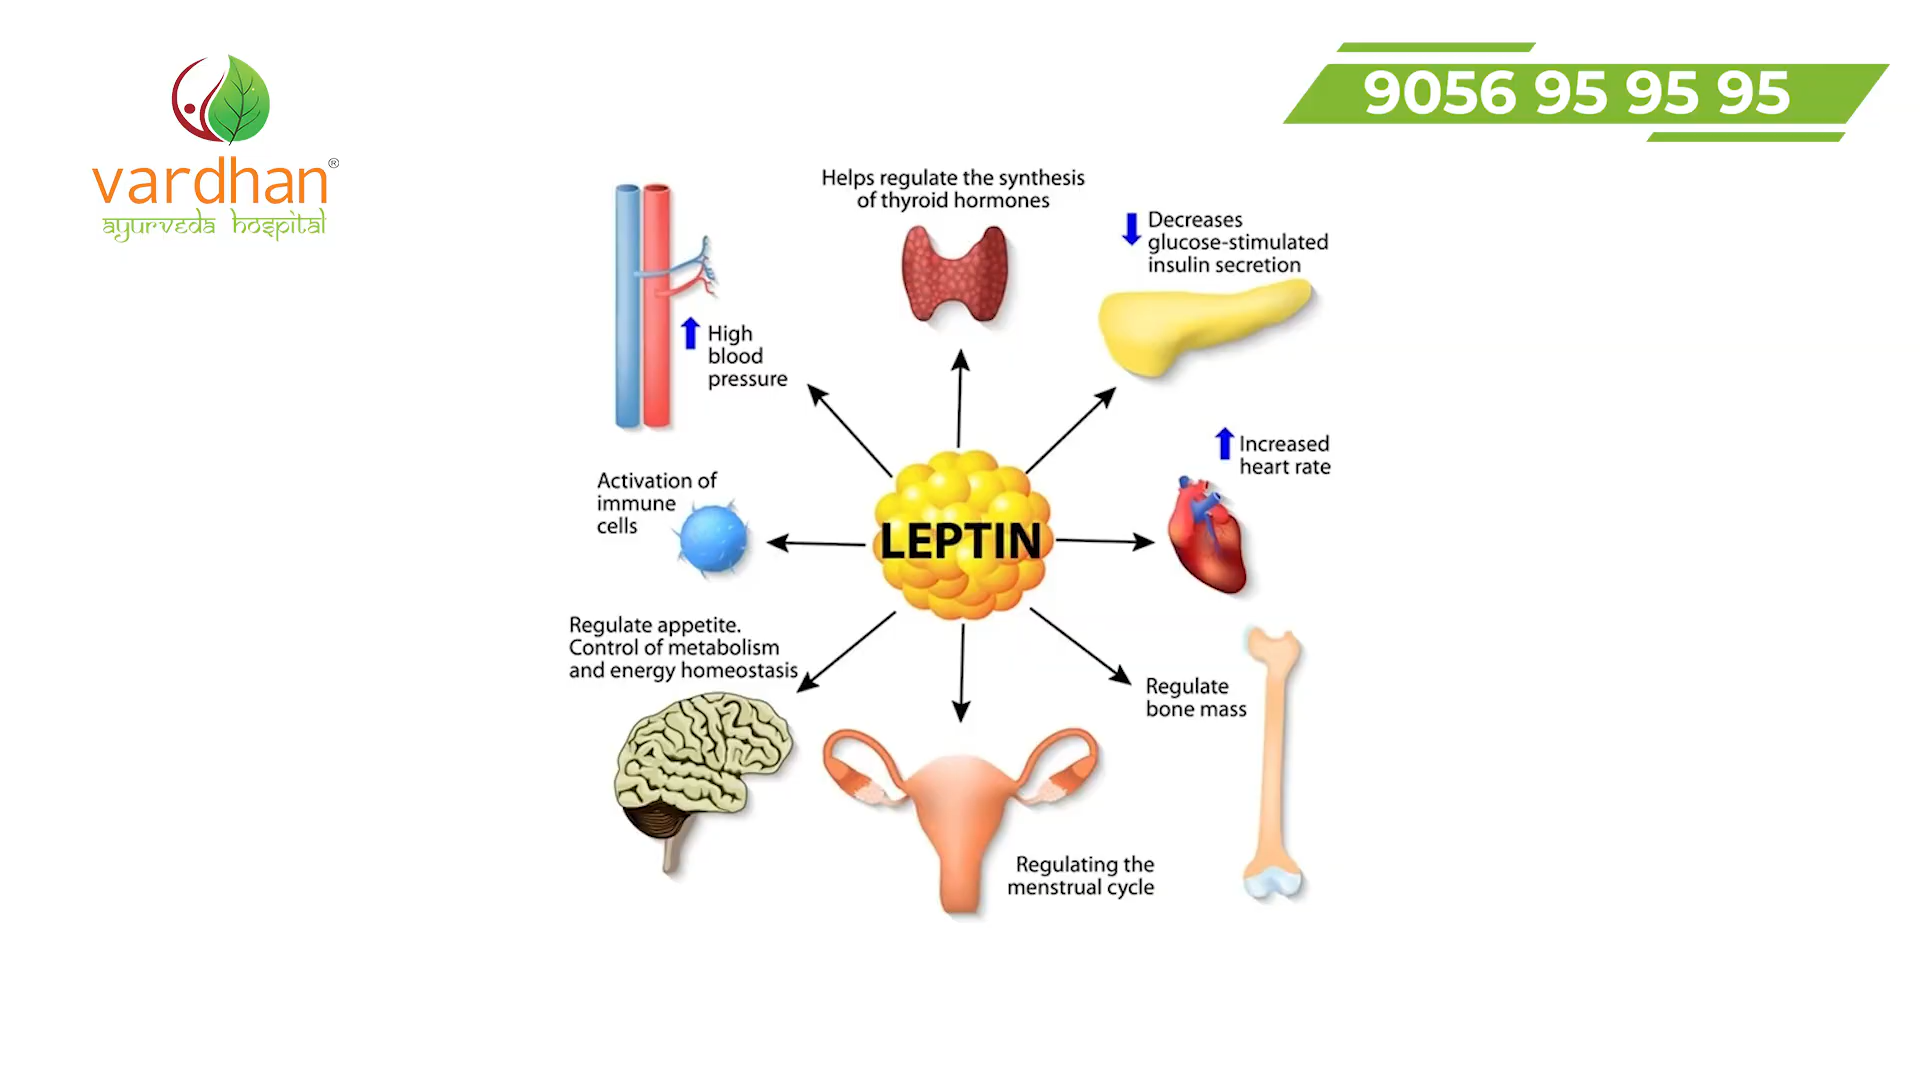 vardhan®
ayurveda hospital
9056 95 95 95
Helps regulate the synthesis
of thyroid hormones
Decreases
glucose-stimulated
insulin secretion
High
blood
pressure
Increased
heart rate
Activation of
immune
cells
LEPTIN
Regulate appetite.
Control of metabolism
and energy homeostasis
Regulate
bone mass
Regulating the
menstrual cycle